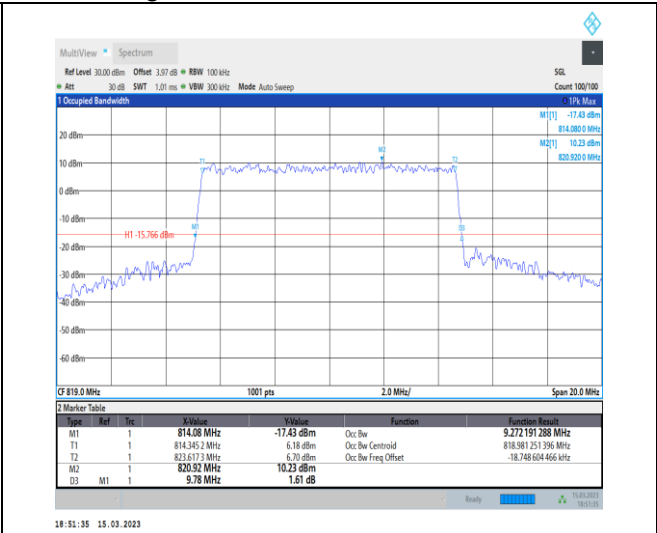 MultiView Spectrum
Ref Level 30.00 dBm Offset 3.97 dB RBW 100 kHz SGL
Att 30 dB SWT 1.01 ms VBW 300 kHz Mode Auto Sweep Count 100/100
1 Occupied Bandwidth 1Pk Max
M1[1] -17.43 dBm
814.0800 MHz
M2[1] 10.23 dBm
820.9200 MHz
20 dBm
M2
T1 T2
10 dBm
0 dBm
-10 dBm
M1 D3
H1 -15.766 dBm
-20 dBm
-30 dBm
-40 dBm
-50 dBm
-60 dBm
CF 819.0 MHz 1001 pts 2.0 MHz/ Span 20.0 MHz
2 Marker Table
Type Ref Trc X-Value Y-Value Function Function Result
M1 1 814.08 MHz -17.43 dBm Occ Bw 9.272 191 288 MHz
T1 1 814.345 2 MHz 6.18 dBm Occ Bw Centroid 818.981 251 396 MHz
T2 1 823.617 3 MHz 6.70 dBm Occ Bw Freq Offset -18.748 604 466 kHz
M2 1 820.92 MHz 10.23 dBm
D3 M1 1 9.78 MHz 1.61 dB
Ready 15.03.2023
18:51:35
18:51:35 15.03.2023